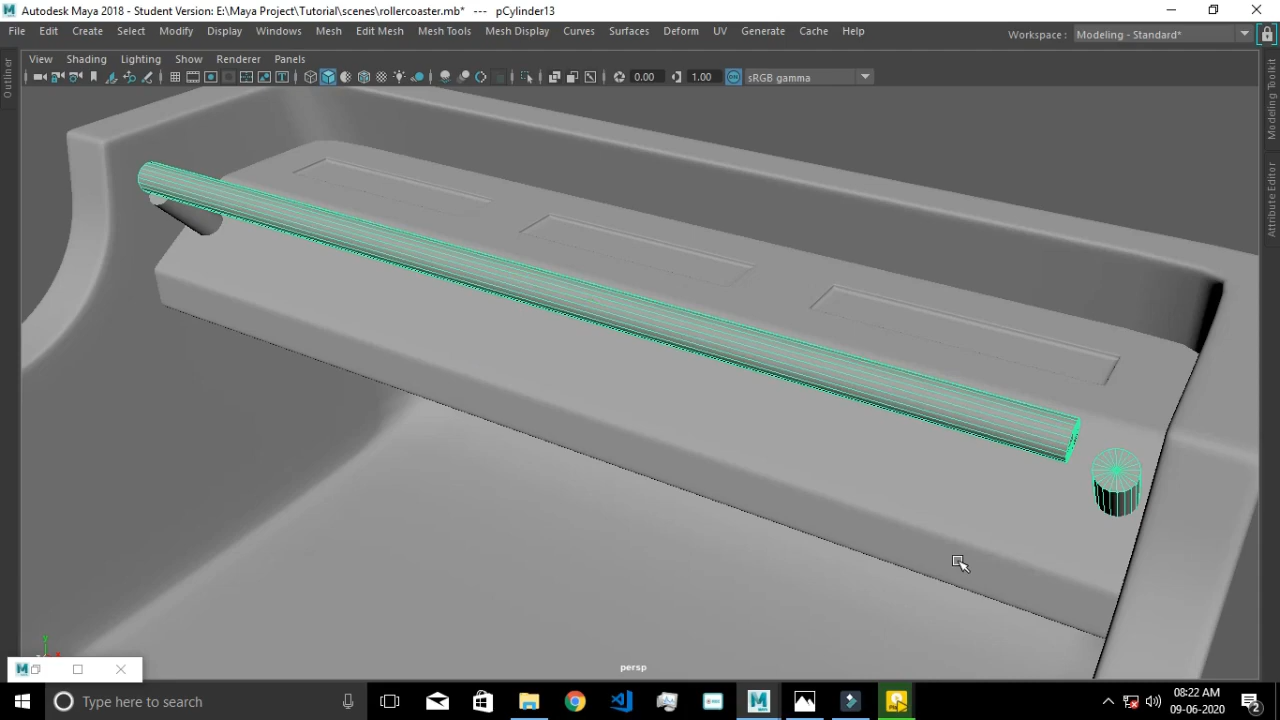 Autodesk Maya 2018 - Student Version: E:\Maya Project\Tutorial\scenes\rollercoaster.mb* --- pCylinder13
File Edit Create Select Modify Display Windows Mesh Edit Mesh Mesh Tools Mesh Display Curves Surfaces Deform UV Generate Cache Help Workspace : Modeling - Standard*
View Shading Lighting Show Renderer Panels
0.00 1.00 ON sRGB gamma
Outliner
Modeling Toolkit
Attribute Editor
y
persp
Type here to search
08:22 AM
09-06-2020
2